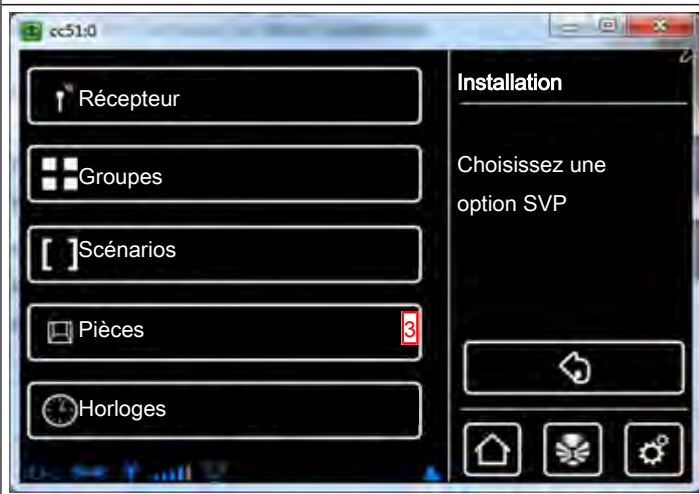 cc51:0
Récepteur
Groupes
Scénarios
Pièces
3
Horloges
Installation
Choisissez une
option SVP